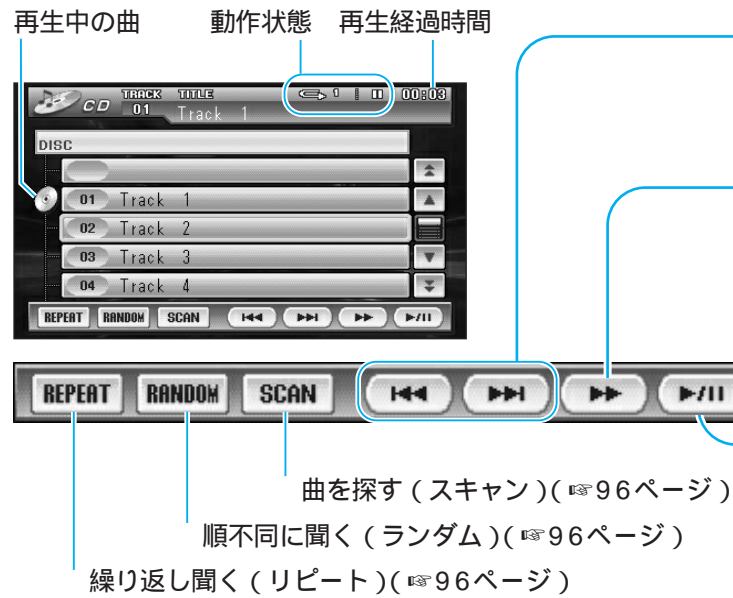 再生中の曲 動作状態 再生経過時間
CD TRACK TITLE 1 00:03
01 Track 1
DISC
01 Track 1
02 Track 2
03 Track 3
04 Track 4
REPEAT RANDOM SCAN ⏮ ⏭ ▶▶ ▶/II
REPEAT RANDOM SCAN ⏮ ⏭ ▶▶ ▶/II
曲を探す(スキャン)(☞96ページ)
順不同に聞く(ランダム)(☞96ページ)
繰り返し聞く(リピート)(☞96ページ)